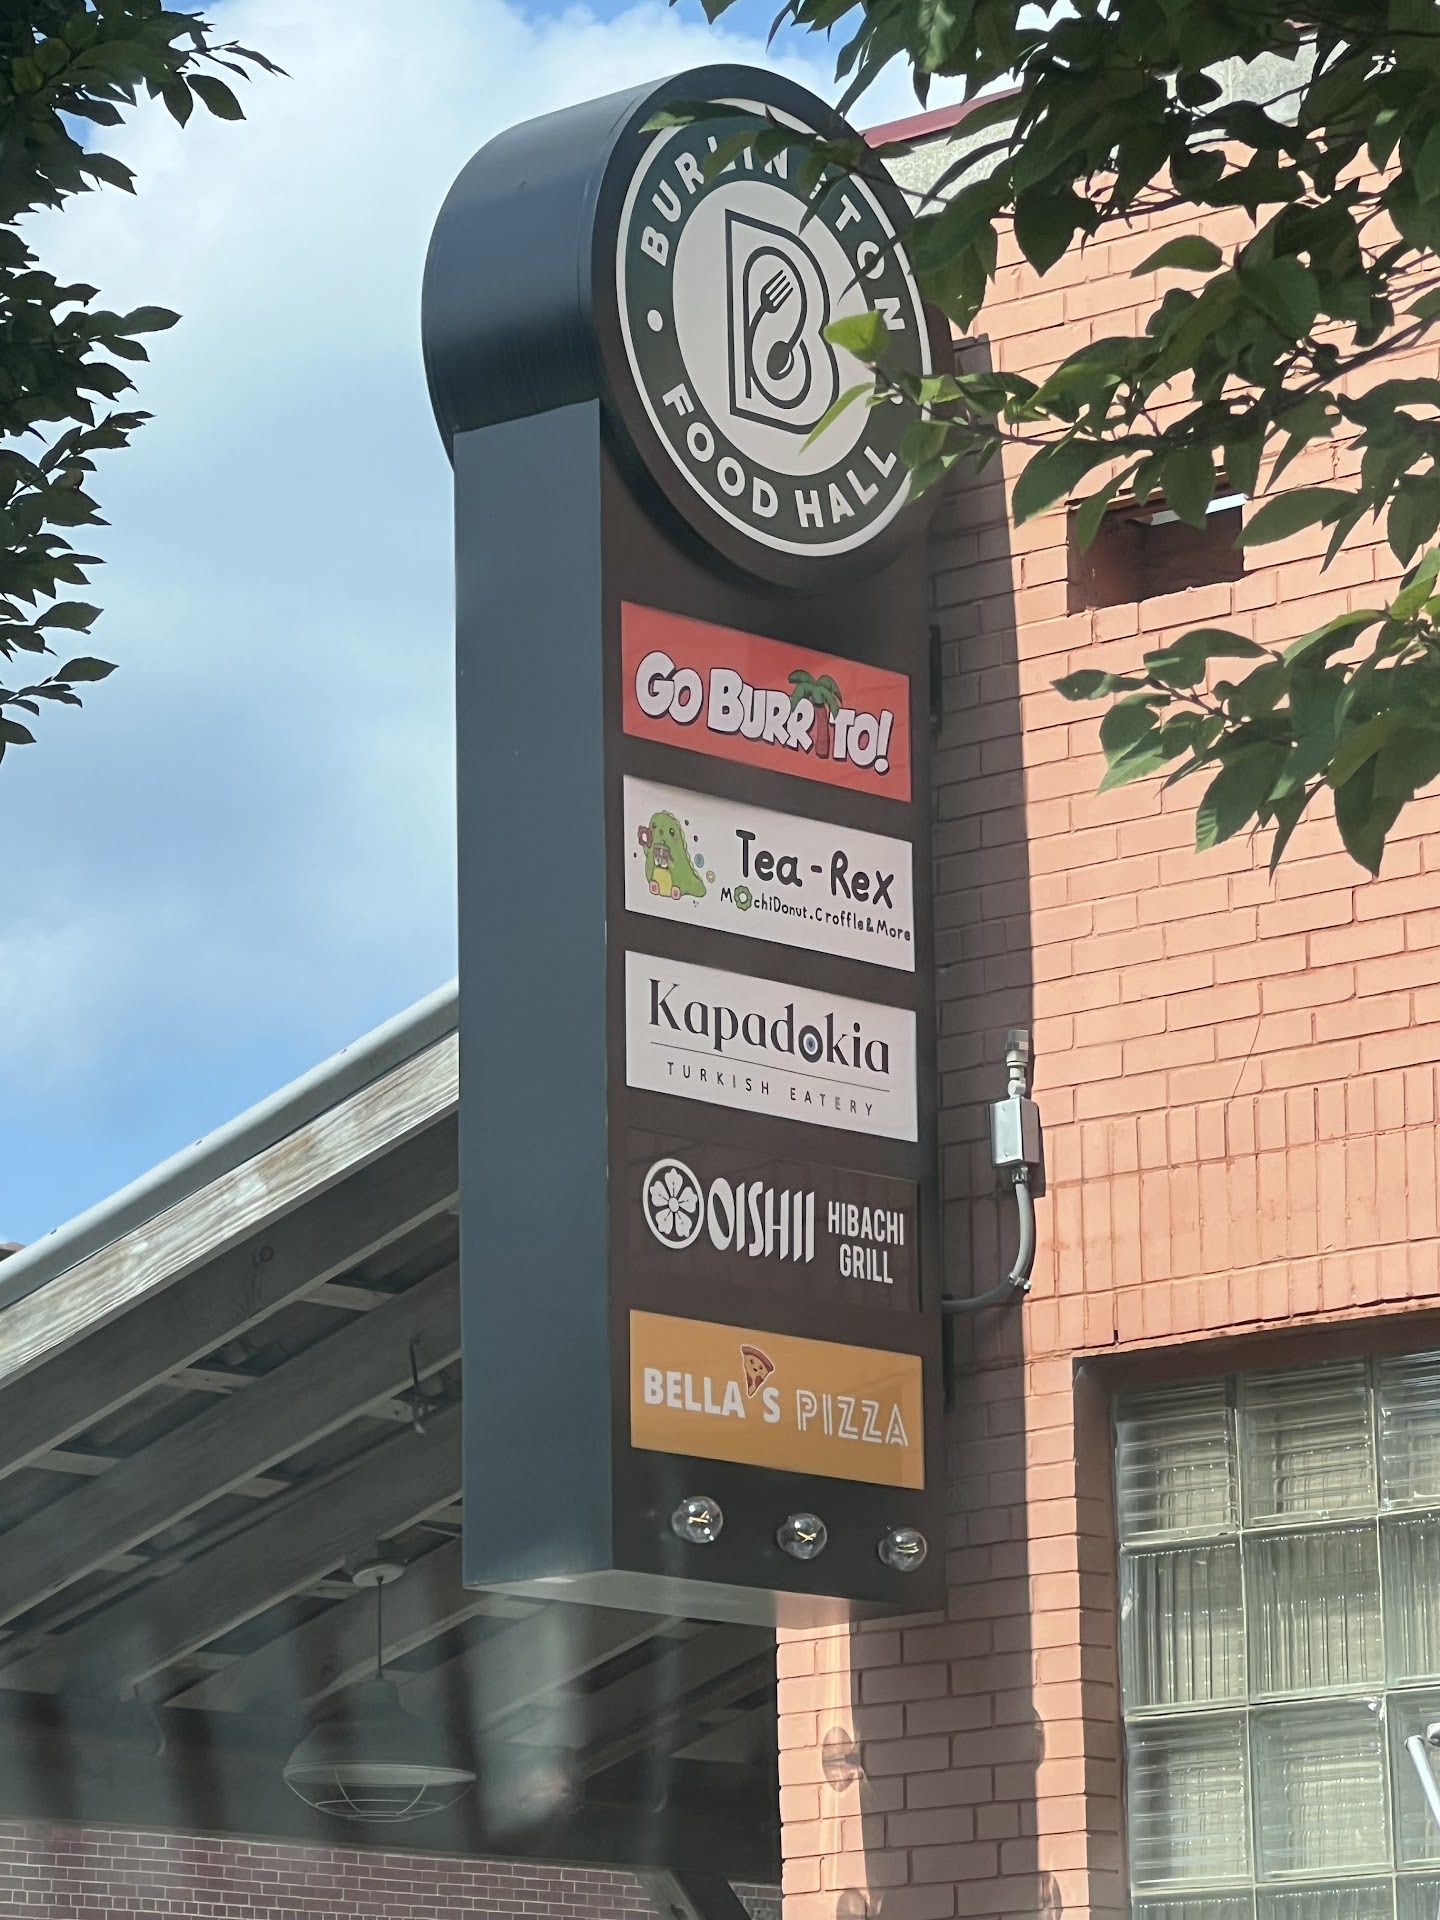 BURLINGTON
FOOD HALL
GO BURRITO!
Tea-Rex
MochiDonut.Croffle&More
Kapadokia
TURKISH EATERY
OISHII HIBACHI
GRILL
BELLA'S PIZZA